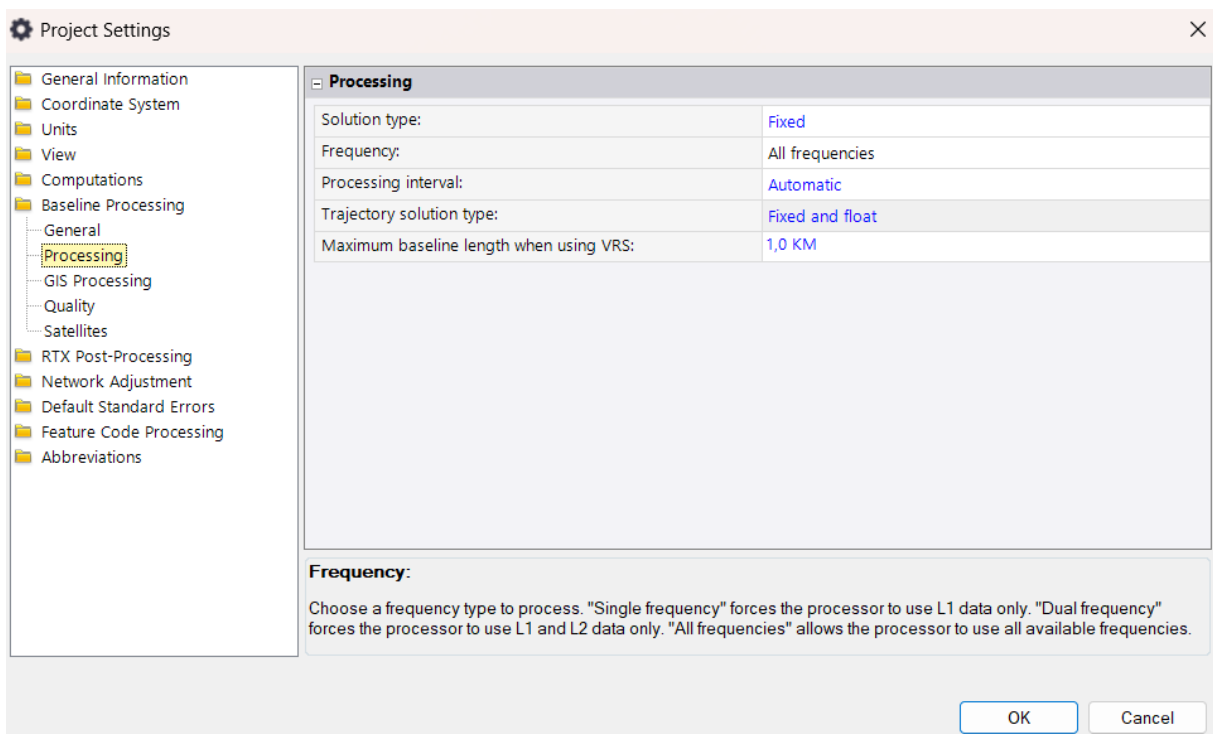 Project Settings
General Information
Coordinate System
Units
View
Computations
Baseline Processing
General
Processing
GIS Processing
Quality
Satellites
RTX Post-Processing
Network Adjustment
Default Standard Errors
Feature Code Processing
Abbreviations
Processing
Solution type: Fixed
Frequency: All frequencies
Processing interval: Automatic
Trajectory solution type: Fixed and float
Maximum baseline length when using VRS: 1,0 KM
Frequency:
Choose a frequency type to process. "Single frequency" forces the processor to use L1 data only. "Dual frequency"
forces the processor to use L1 and L2 data only. "All frequencies" allows the processor to use all available frequencies.
OK Cancel